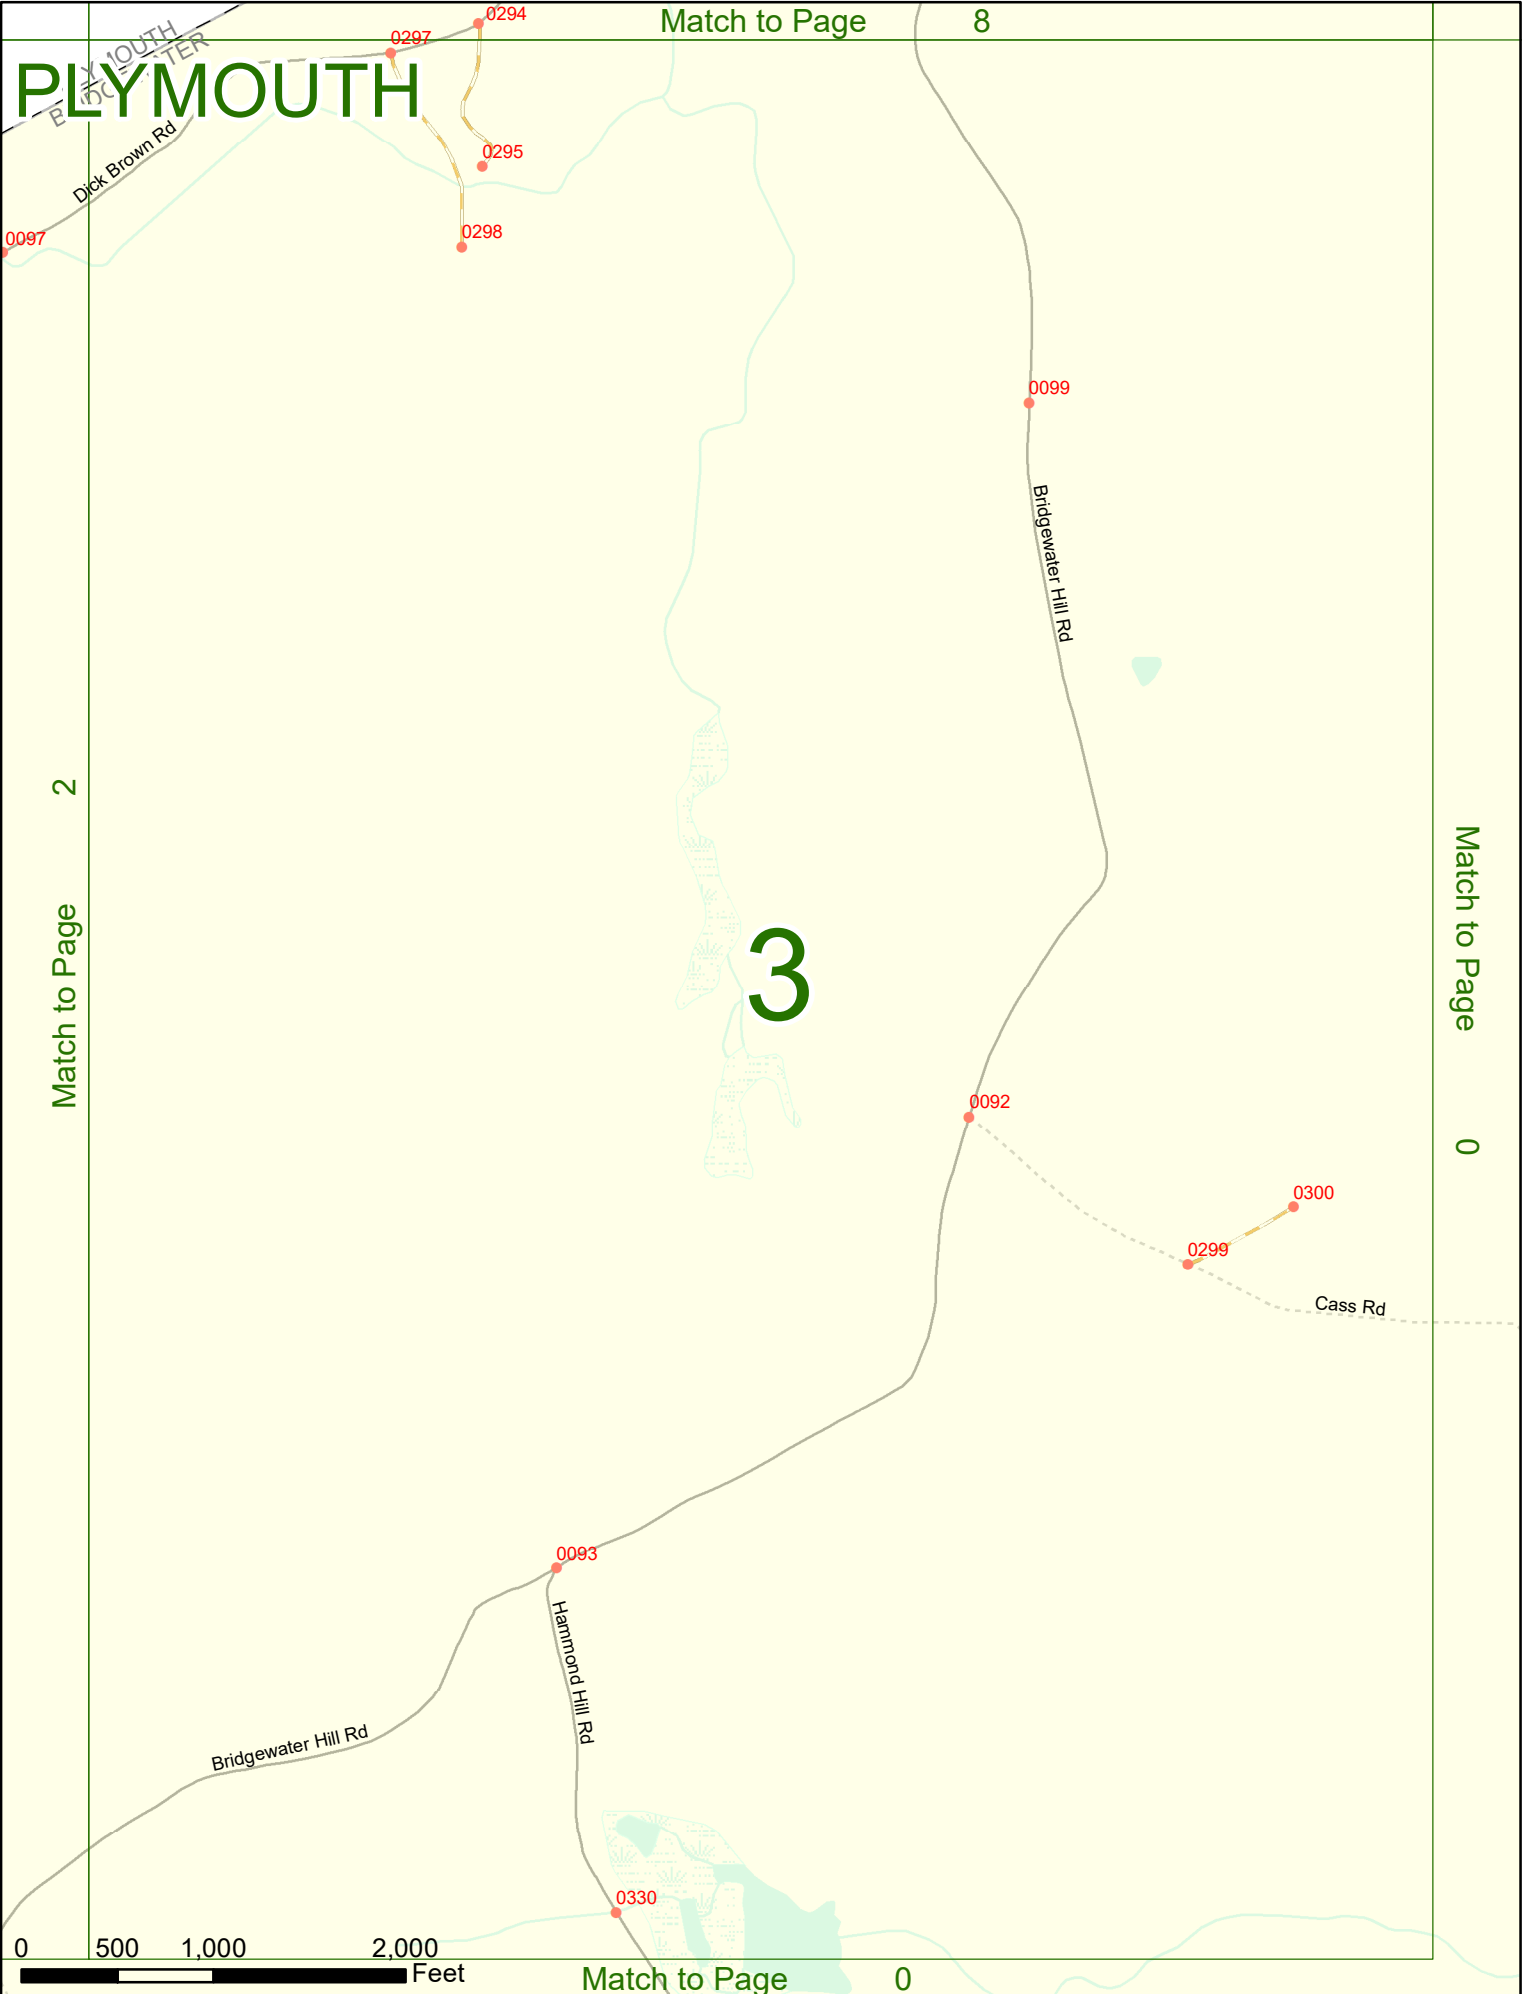 Match to Page 8
0294
0297
PLYMOUTH
Dick Brown Rd
0295
0298
0097
0099
Bridgewater Hill Rd
Match to Page 2
Match to Page 0
3
0092
0300
0299
Cass Rd
0093
Hammond Hill Rd
Bridgewater Hill Rd
0330
0 500 1,000 2,000
Feet
Match to Page 0